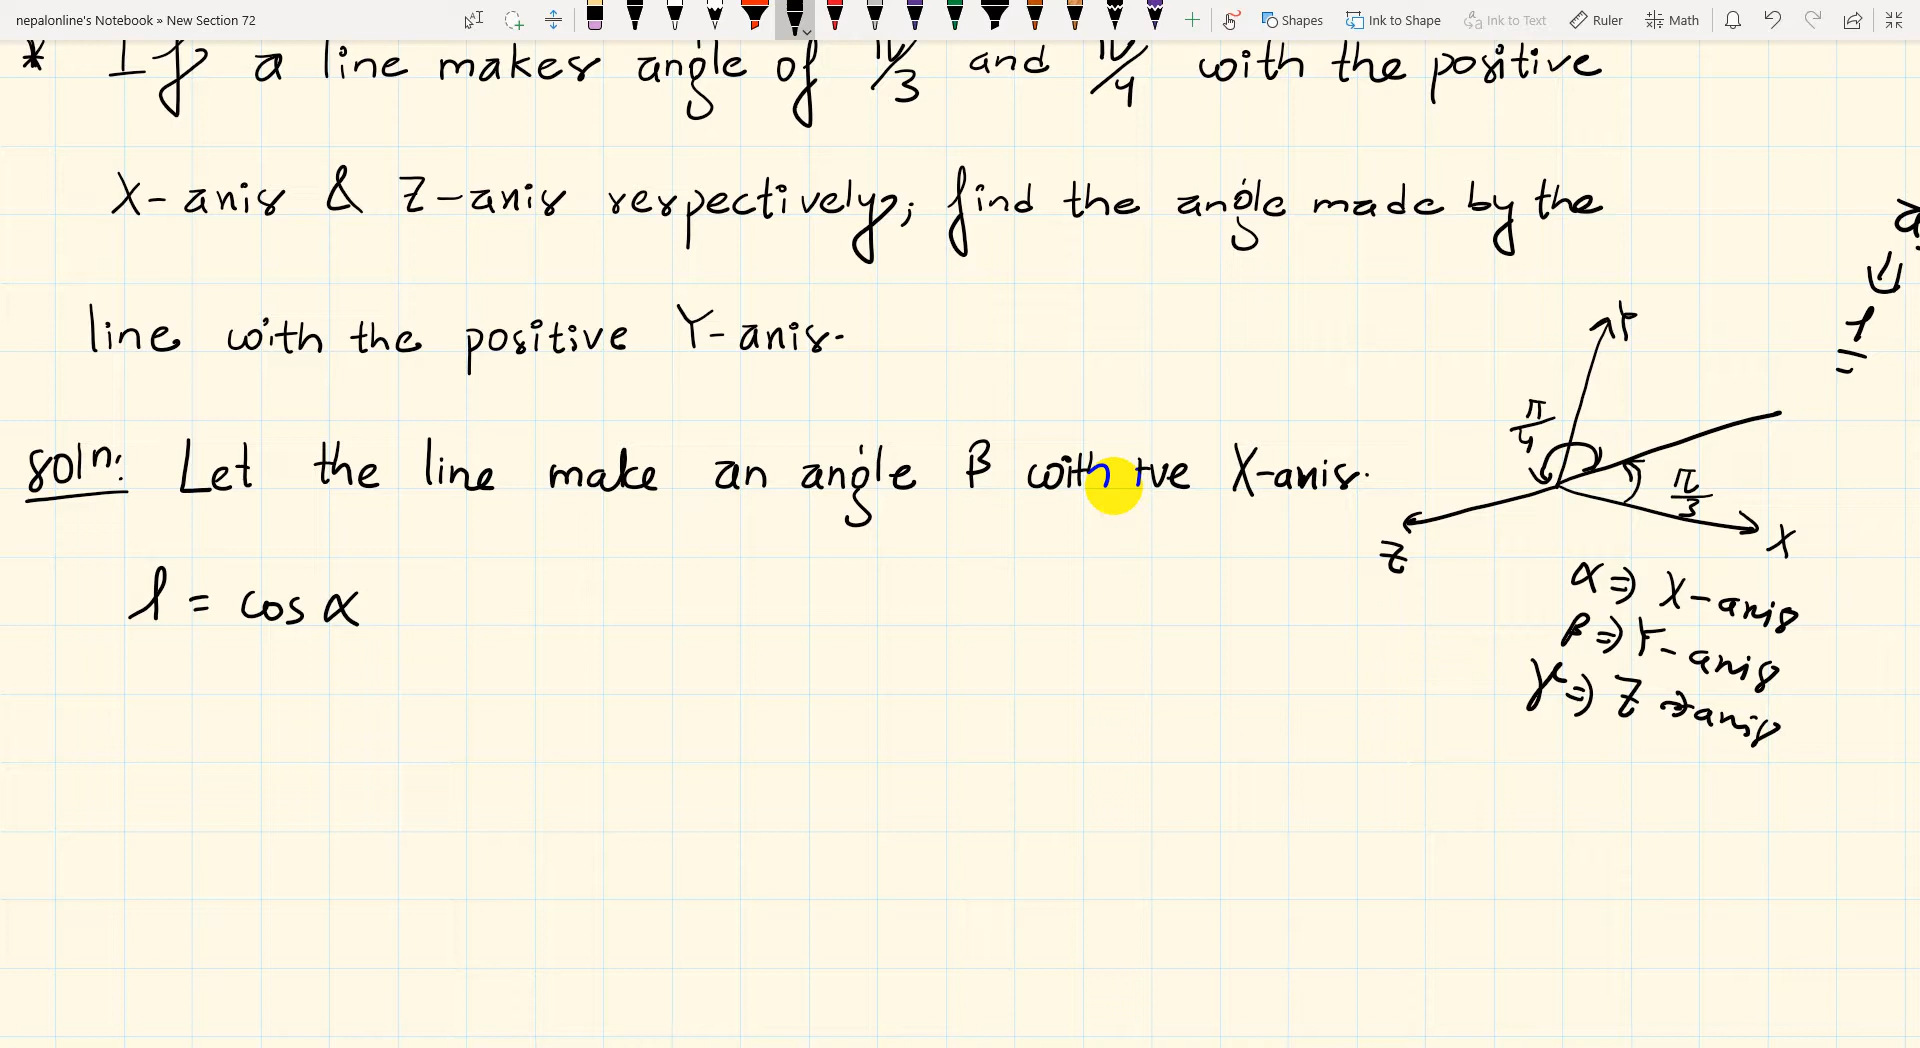 nepalonline's Notebook » New Section 72
Shapes Ink to Shape Ink to Text Ruler Math
* If a line makes angle of π/3 and π/4 with the positive
X-axis & Z-axis respectively, find the angle made by the
line with the positive Y-axis.
soln: Let the line make an angle β with +ve X-axis.
l = cos α
Y
π/4
π/3
Z
X
α ⇒ X-axis
β ⇒ Y-axis
γ ⇒ Z → axis